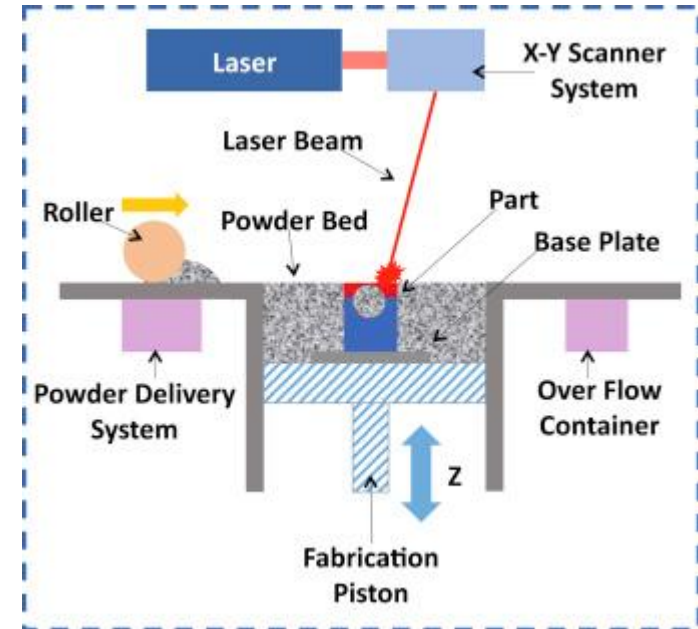 Laser
X-Y Scanner
System
Laser Beam
Roller
Powder Bed
Part
Base Plate
Powder Delivery
System
Over Flow
Container
Z
Fabrication
Piston